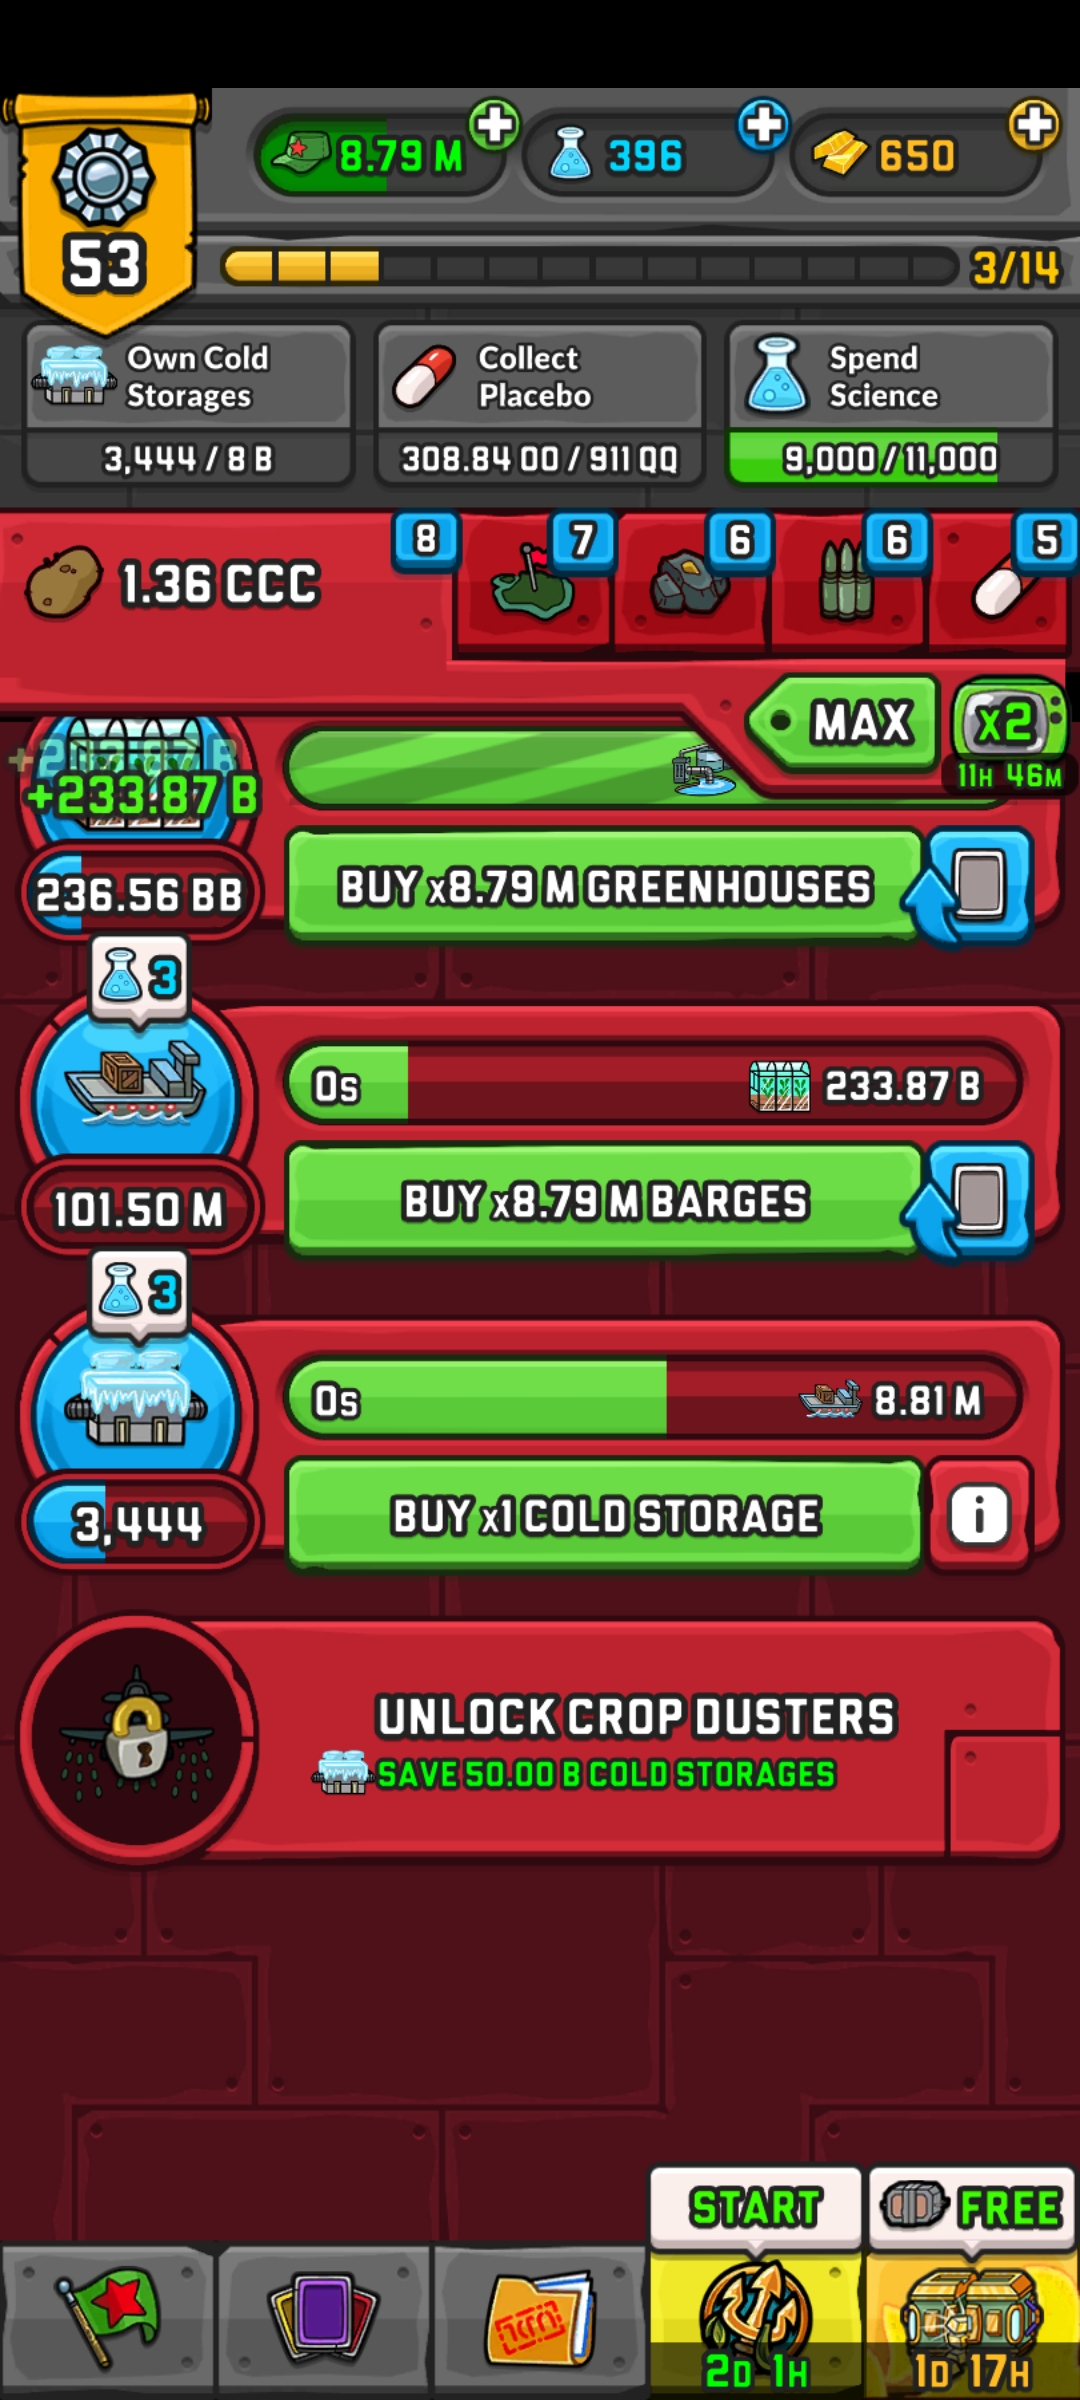 8.79 M
396
650
53
3/14
Own Cold
Storages
3,444 / 8 B
Collect
Placebo
308.84 OO / 911 QQ
Spend
Science
9,000 / 11,000
1.36 CCC
8
7
6
6
5
MAX
x2
11H 46M
+233.87 B
236.56 BB
BUY x8.79 M GREENHOUSES
3
0s
233.87 B
101.50 M
BUY x8.79 M BARGES
3
0s
8.81 M
3,444
BUY x1 COLD STORAGE
i
UNLOCK CROP DUSTERS
SAVE 50.00 B COLD STORAGES
START
FREE
2D 1H
1D 17H